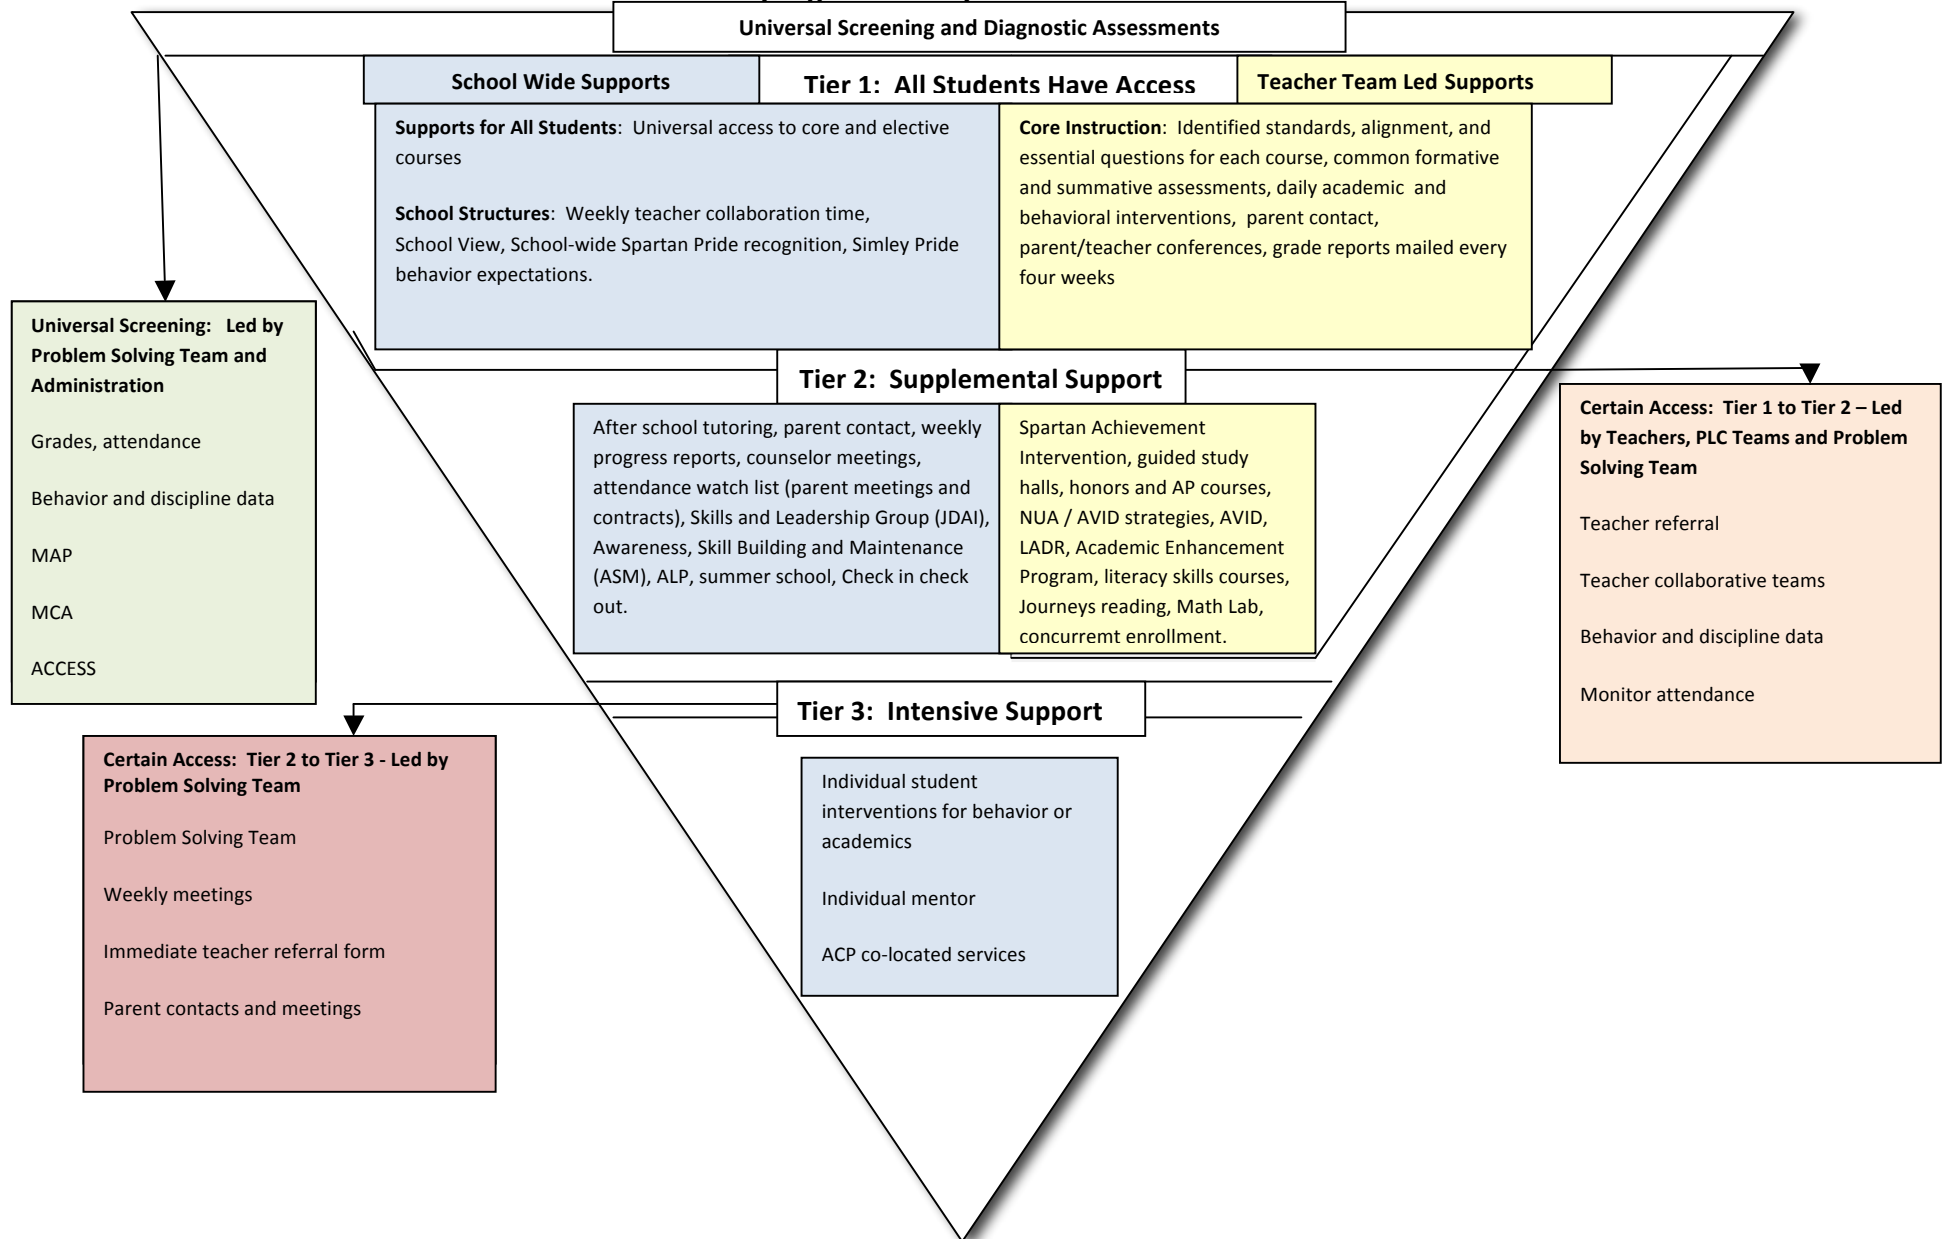 Universal Screening and Diagnostic Assessments
School Wide Supports
Tier 1: All Students Have Access
Teacher Team Led Supports
Supports for All Students: Universal access to core and elective
courses
School Structures: Weekly teacher collaboration time,
School View, School-wide Spartan Pride recognition, Simley Pride
behavior expectations.
Core Instruction: Identified standards, alignment, and
essential questions for each course, common formative
and summative assessments, daily academic and
behavioral interventions, parent contact,
parent/teacher conferences, grade reports mailed every
four weeks
Universal Screening: Led by
Problem Solving Team and
Administration
Grades, attendance
Behavior and discipline data
MAP
MCA
ACCESS
Tier 2: Supplemental Support
After school tutoring, parent contact, weekly
progress reports, counselor meetings,
attendance watch list (parent meetings and
contracts), Skills and Leadership Group (JDAI),
Awareness, Skill Building and Maintenance
(ASM), ALP, summer school, Check in check
out.
Spartan Achievement
Intervention, guided study
halls, honors and AP courses,
NUA / AVID strategies, AVID,
LADR, Academic Enhancement
Program, literacy skills courses,
Journeys reading, Math Lab,
concurremt enrollment.
Certain Access: Tier 1 to Tier 2 – Led
by Teachers, PLC Teams and Problem
Solving Team
Teacher referral
Teacher collaborative teams
Behavior and discipline data
Monitor attendance
Tier 3: Intensive Support
Certain Access: Tier 2 to Tier 3 - Led by
Problem Solving Team
Problem Solving Team
Weekly meetings
Immediate teacher referral form
Parent contacts and meetings
Individual student
interventions for behavior or
academics
Individual mentor
ACP co-located services